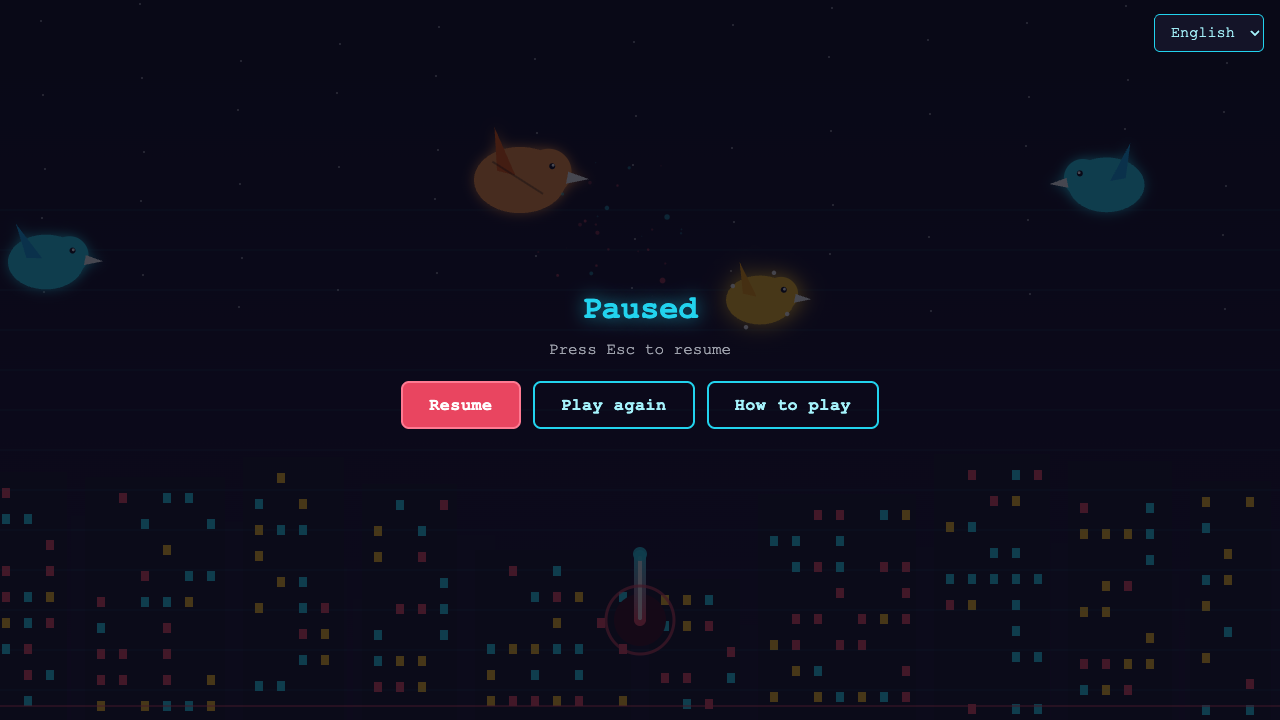 English
Paused
Press Esc to resume
Resume
Play again
How to play